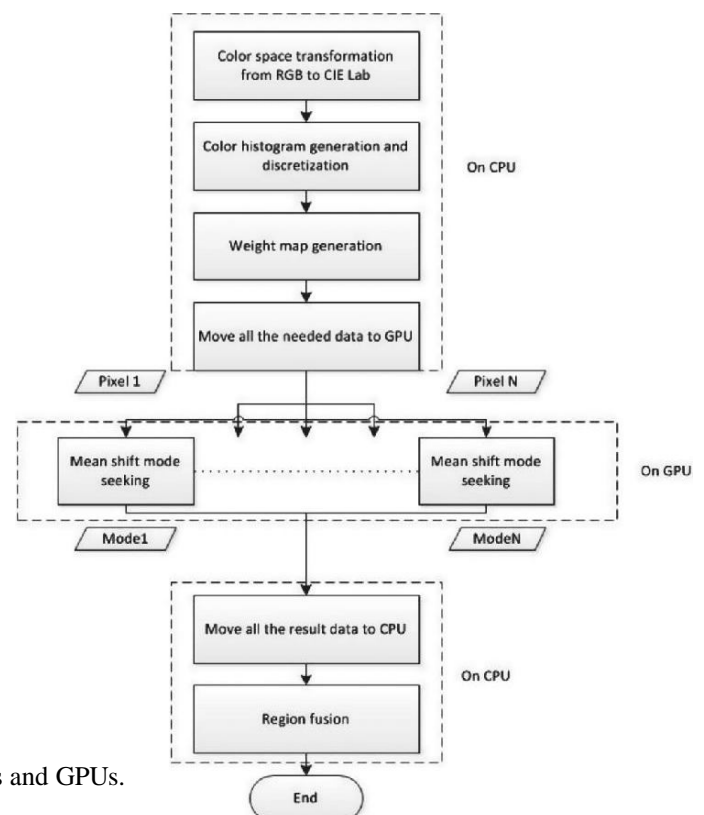 Color space transformation
from RGB to CIE Lab
Color histogram generation and
discretization
On CPU
Weight map generation
Move all the needed data to GPU
Pixel 1
Pixel N
Mean shift mode
seeking
Mean shift mode
seeking
On GPU
Mode1
ModeN
Move all the result data to CPU
On CPU
Region fusion
and GPUs.
End